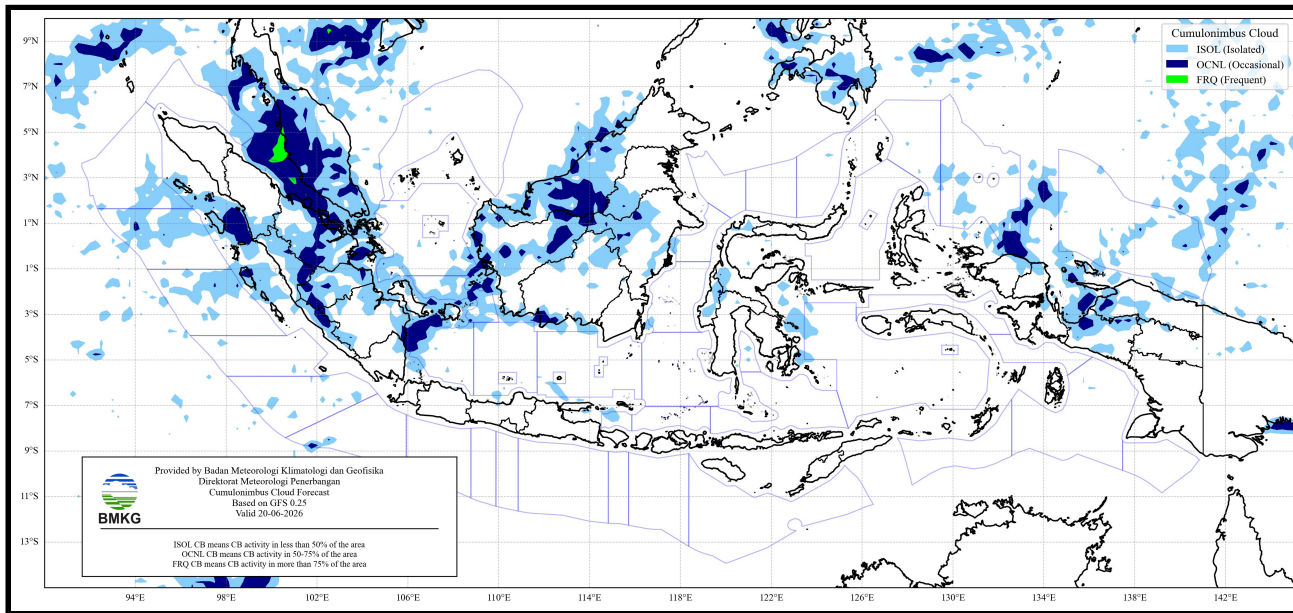 Cumulonimbus Cloud
ISOL (Isolated)
OCNL (Occasional)
FRQ (Frequent)
9°N
7°N
5°N
3°N
1°N
1°S
3°S
5°S
7°S
9°S
11°S
13°S
Provided by Badan Meteorologi Klimatologi dan Geofisika
Direktorat Meteorologi Penerbangan
Cumulonimbus Cloud Forecast
Based on GFS 0.25
Valid 20-06-2026
BMKG
ISOL CB means CB activity in less than 50% of the area
OCNL CB means CB activity in 50-75% of the area
FRQ CB means CB activity in more than 75% of the area
94°E 98°E 102°E 106°E 110°E 114°E 118°E 122°E 126°E 130°E 134°E 138°E 142°E